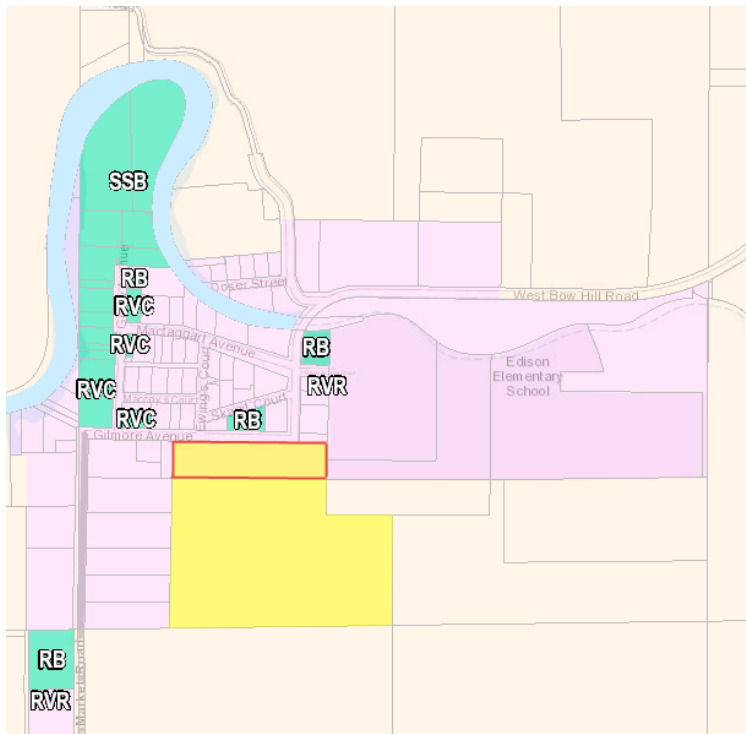 SSB
RB
Doser Street
RVC
West Bow Hill Road
Mactaggart Avenue
RVC
RB
Edison
Elementary
School
RVR
RVC
Ewings Court
RVC
RB
Gilmore Avenue
RB
RVR